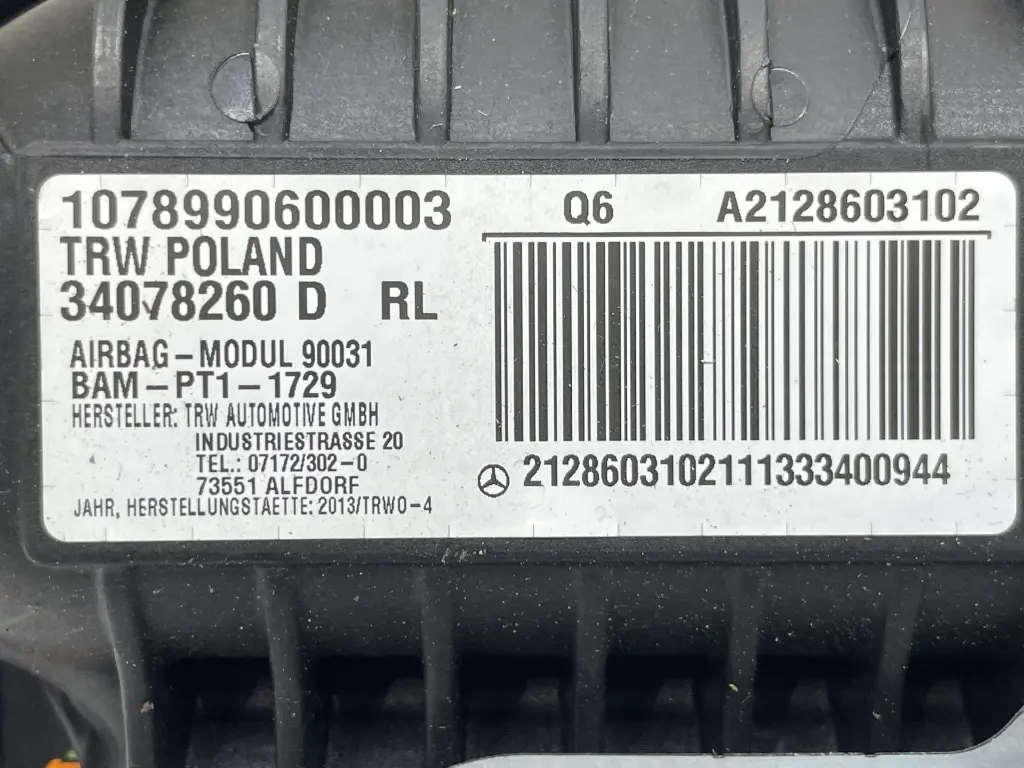 1078990600003 Q6 A2128603102
TRW POLAND
34078260 D RL
AIRBAG-MODUL 90031
BAM-PT1-1729
HERSTELLER: TRW AUTOMOTIVE GMBH
INDUSTRIESTRASSE 20
TEL.: 07172/302-0
73551 ALFDORF
JAHR, HERSTELLUNGSTAETTE: 2013/TRWO-4
2128603102111333400944